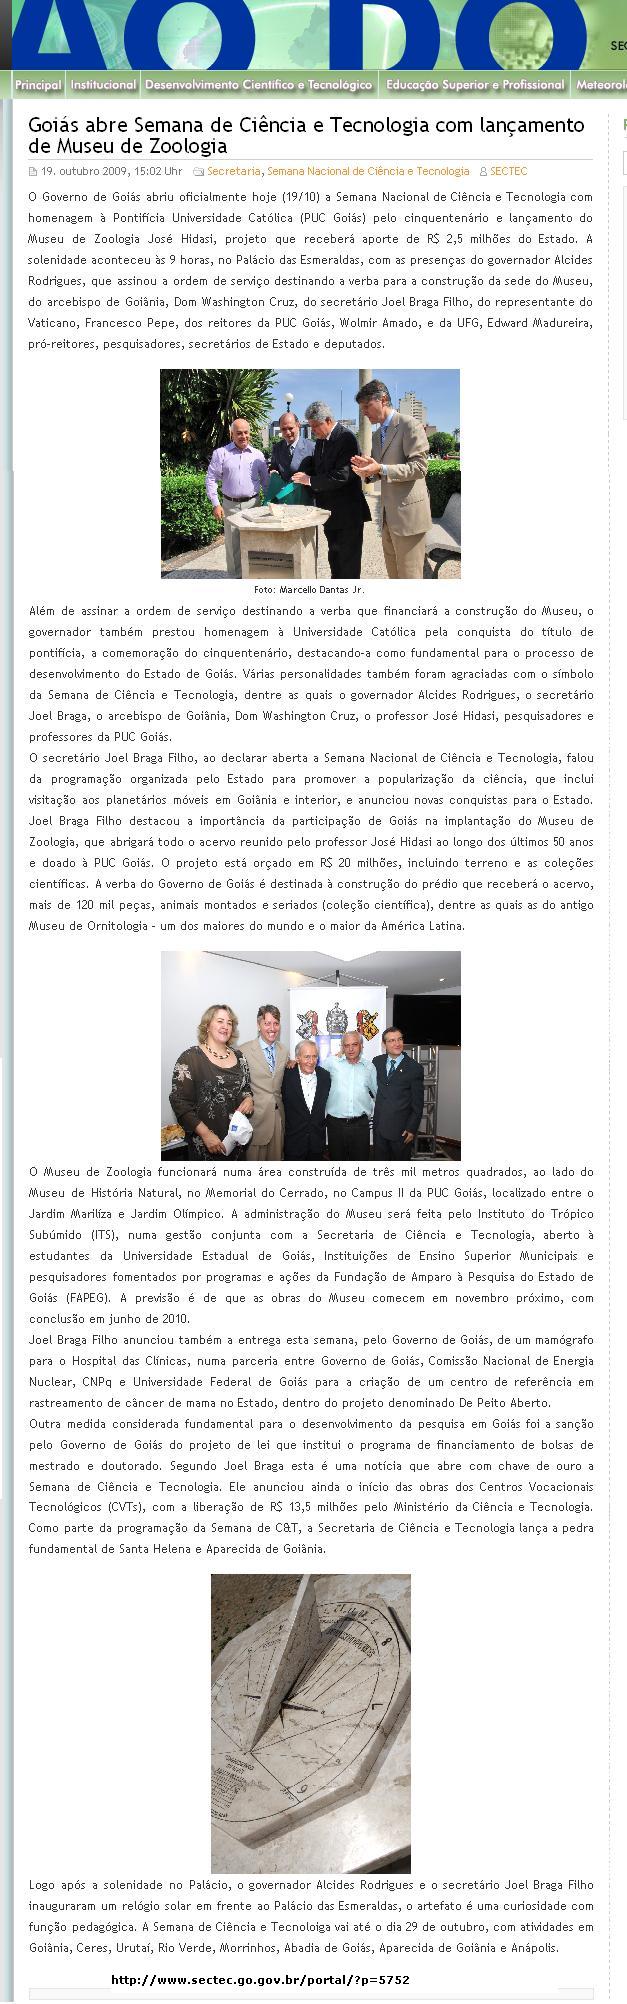 AO DO
SEC
Principal Institucional Desenvolvimento Científico e Tecnológico Educação Superior e Profissional Meteorol
Goiás abre Semana de Ciência e Tecnologia com lançamento
de Museu de Zoologia
19. outubro 2009, 15:02 Uhr Secretaria, Semana Nacional de Ciência e Tecnologia SECTEC
O Governo de Goiás abriu oficialmente hoje (19/10) a Semana Nacional de Ciência e Tecnologia com
homenagem à Pontifícia Universidade Católica (PUC Goiás) pelo cinquentenário e lançamento do
Museu de Zoologia José Hidasi, projeto que receberá aporte de R$ 2,5 milhões do Estado. A
solenidade aconteceu às 9 horas, no Palácio das Esmeraldas, com as presenças do governador Alcides
Rodrigues, que assinou a ordem de serviço destinando a verba para a construção da sede do Museu,
do arcebispo de Goiânia, Dom Washington Cruz, do secretário Joel Braga Filho, do representante do
Vaticano, Francesco Pepe, dos reitores da PUC Goiás, Wolmir Amado, e da UFG, Edward Madureira,
pró-reitores, pesquisadores, secretários de Estado e deputados.
Foto: Marcello Dantas Jr.
Além de assinar a ordem de serviço destinando a verba que financiará a construção do Museu, o
governador também prestou homenagem à Universidade Católica pela conquista do título de
pontifícia, a comemoração do cinquentenário, destacando-a como fundamental para o processo de
desenvolvimento do Estado de Goiás. Várias personalidades também foram agraciadas com o símbolo
da Semana de Ciência e Tecnologia, dentre as quais o governador Alcides Rodrigues, o secretário
Joel Braga, o arcebispo de Goiânia, Dom Washington Cruz, o professor José Hidasi, pesquisadores e
professores da PUC Goiás.
O secretário Joel Braga Filho, ao declarar aberta a Semana Nacional de Ciência e Tecnologia, falou
da programação organizada pelo Estado para promover a popularização da ciência, que inclui
visitação aos planetários móveis em Goiânia e interior, e anunciou novas conquistas para o Estado.
Joel Braga Filho destacou a importância da participação de Goiás na implantação do Museu de
Zoologia, que abrigará todo o acervo reunido pelo professor José Hidasi ao longo dos últimos 50 anos
e doado à PUC Goiás. O projeto está orçado em R$ 20 milhões, incluindo terreno e as coleções
científicas. A verba do Governo de Goiás é destinada à construção do prédio que receberá o acervo,
mais de 120 mil peças, animais montados e seriados (coleção científica), dentre as quais as do antigo
Museu de Ornitologia - um dos maiores do mundo e o maior da América Latina.
O Museu de Zoologia funcionará numa área construída de três mil metros quadrados, ao lado do
Museu de História Natural, no Memorial do Cerrado, no Campus II da PUC Goiás, localizado entre o
Jardim Mariliza e Jardim Olímpico. A administração do Museu será feita pelo Instituto do Trópico
Subúmido (ITS), numa gestão conjunta com a Secretaria de Ciência e Tecnologia, aberto à
estudantes da Universidade Estadual de Goiás, Instituições de Ensino Superior Municipais e
pesquisadores fomentados por programas e ações da Fundação de Amparo à Pesquisa do Estado de
Goiás (FAPEG). A previsão é de que as obras do Museu comecem em novembro próximo, com
conclusão em junho de 2010.
Joel Braga Filho anunciou também a entrega esta semana, pelo Governo de Goiás, de um mamógrafo
para o Hospital das Clínicas, numa parceria entre Governo de Goiás, Comissão Nacional de Energia
Nuclear, CNPq e Universidade Federal de Goiás para a criação de um centro de referência em
rastreamento de câncer de mama no Estado, dentro do projeto denominado De Peito Aberto.
Outra medida considerada fundamental para o desenvolvimento da pesquisa em Goiás foi a sanção
pelo Governo de Goiás do projeto de lei que institui o programa de financiamento de bolsas de
mestrado e doutorado. Segundo Joel Braga esta é uma notícia que abre com chave de ouro a
Semana de Ciência e Tecnologia. Ele anunciou ainda o início das obras dos Centros Vocacionais
Tecnológicos (CVTs), com a liberação de R$ 13,5 milhões pelo Ministério da Ciência e Tecnologia.
Como parte da programação da Semana de C&T, a Secretaria de Ciência e Tecnologia lança a pedra
fundamental de Santa Helena e Aparecida de Goiânia.
Logo após a solenidade no Palácio, o governador Alcides Rodrigues e o secretário Joel Braga Filho
inauguraram um relógio solar em frente ao Palácio das Esmeraldas, o artefato é uma curiosidade com
função pedagógica. A Semana de Ciência e Tecnoloiga vai até o dia 29 de outubro, com atividades em
Goiânia, Ceres, Urutaí, Rio Verde, Morrinhos, Abadia de Goiás, Aparecida de Goiânia e Anápolis.
http://www.sectec.go.gov.br/portal/?p=5752